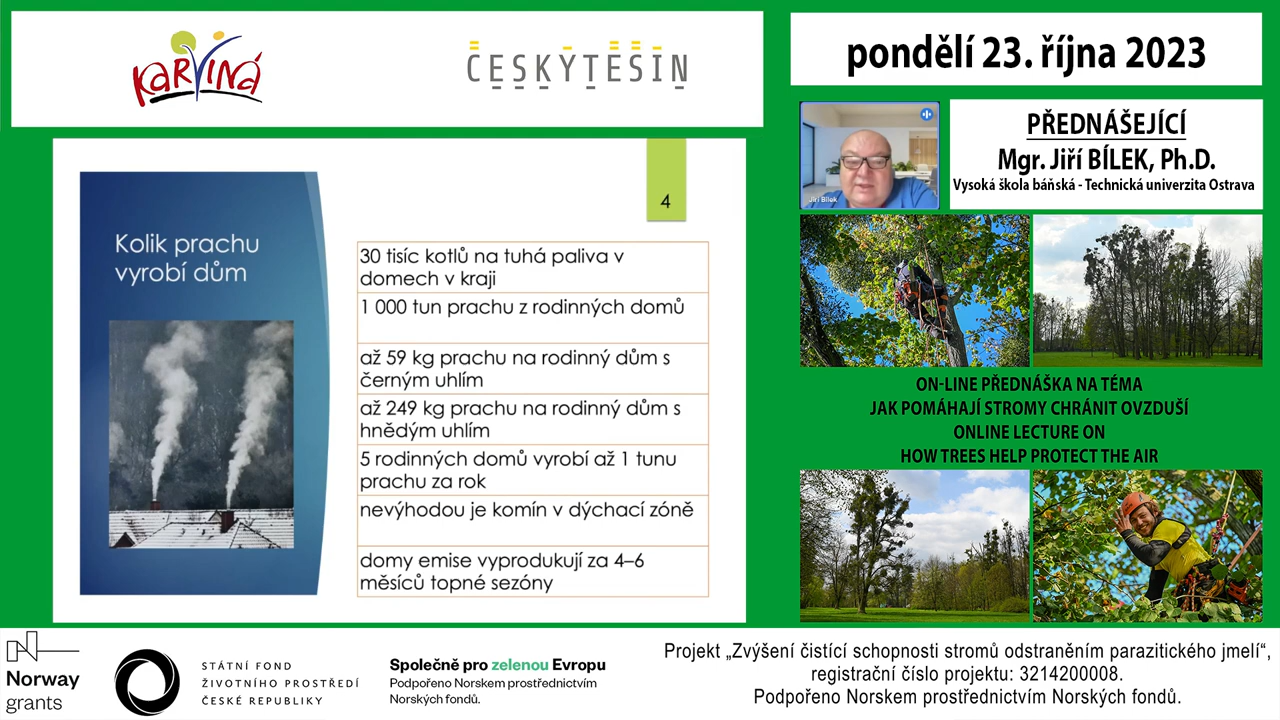 Karviná
ČESKÝ TĚŠÍN
pondělí 23. října 2023
Jiří Bílek
PŘEDNÁŠEJÍCÍ
Mgr. Jiří BÍLEK, Ph.D.
Vysoká škola báňská - Technická univerzita Ostrava
4
Kolik prachu
vyrobí dům
30 tisíc kotlů na tuhá paliva v
domech v kraji
1 000 tun prachu z rodinných domů
až 59 kg prachu na rodinný dům s
černým uhlím
až 249 kg prachu na rodinný dům s
hnědým uhlím
5 rodinných domů vyrobí až 1 tunu
prachu za rok
nevýhodou je komín v dýchací zóně
domy emise vyprodukují za 4–6
měsíců topné sezóny
ON-LINE PŘEDNÁŠKA NA TÉMA
JAK POMÁHAJÍ STROMY CHRÁNIT OVZDUŠÍ
ONLINE LECTURE ON
HOW TREES HELP PROTECT THE AIR
Norway
grants
STÁTNÍ FOND
ŽIVOTNÍHO PROSTŘEDÍ
ČESKÉ REPUBLIKY
Společně pro zelenou Evropu
Podpořeno Norskem prostřednictvím
Norských fondů.
Projekt „Zvýšení čistící schopnosti stromů odstraněním parazitického jmelí“,
registrační číslo projektu: 3214200008.
Podpořeno Norskem prostřednictvím Norských fondů.